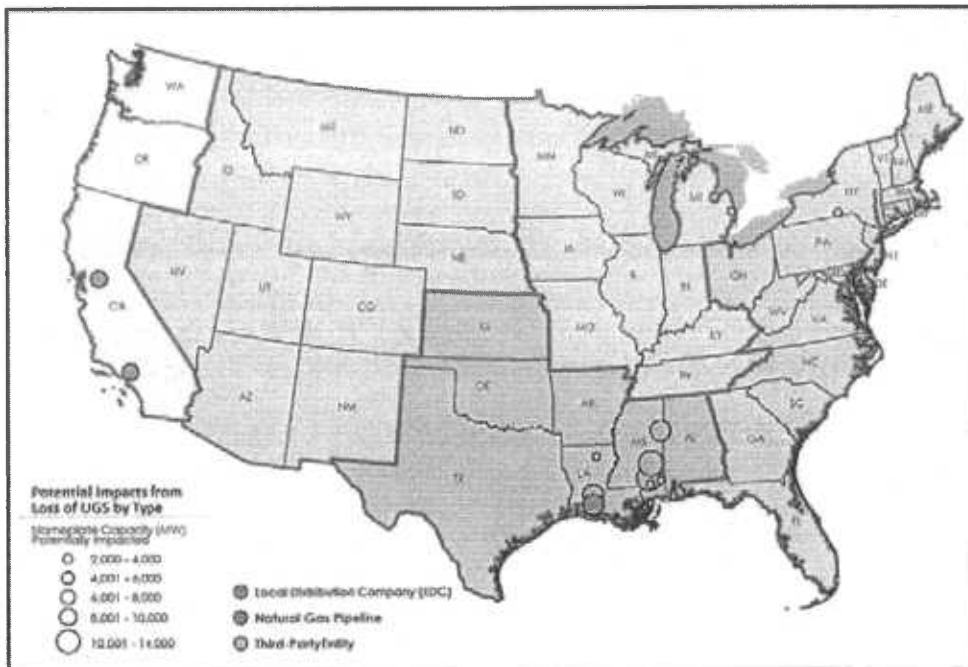 WA
OR
CA
ID
NV
UT
AZ
WY
CO
NM
ND
SD
NE
OK
TX
MN
IA
MO
AR
LA
WI
IL
MI
IN
OH
KY
TN
MS
AL
GA
FL
SC
NC
VA
WV
PA
NY
VT
ME
NJ
DE
Potential Impacts from
Loss of UGS by Type
Nameplate Capacity (MW)
Potentially Impacted
2,000 - 4,000
4,001 - 6,000
6,001 - 8,000
8,001 - 10,000
10,001 - 14,000
Local Distribution Company (LDC)
Natural Gas Pipeline
Third-Party Entity